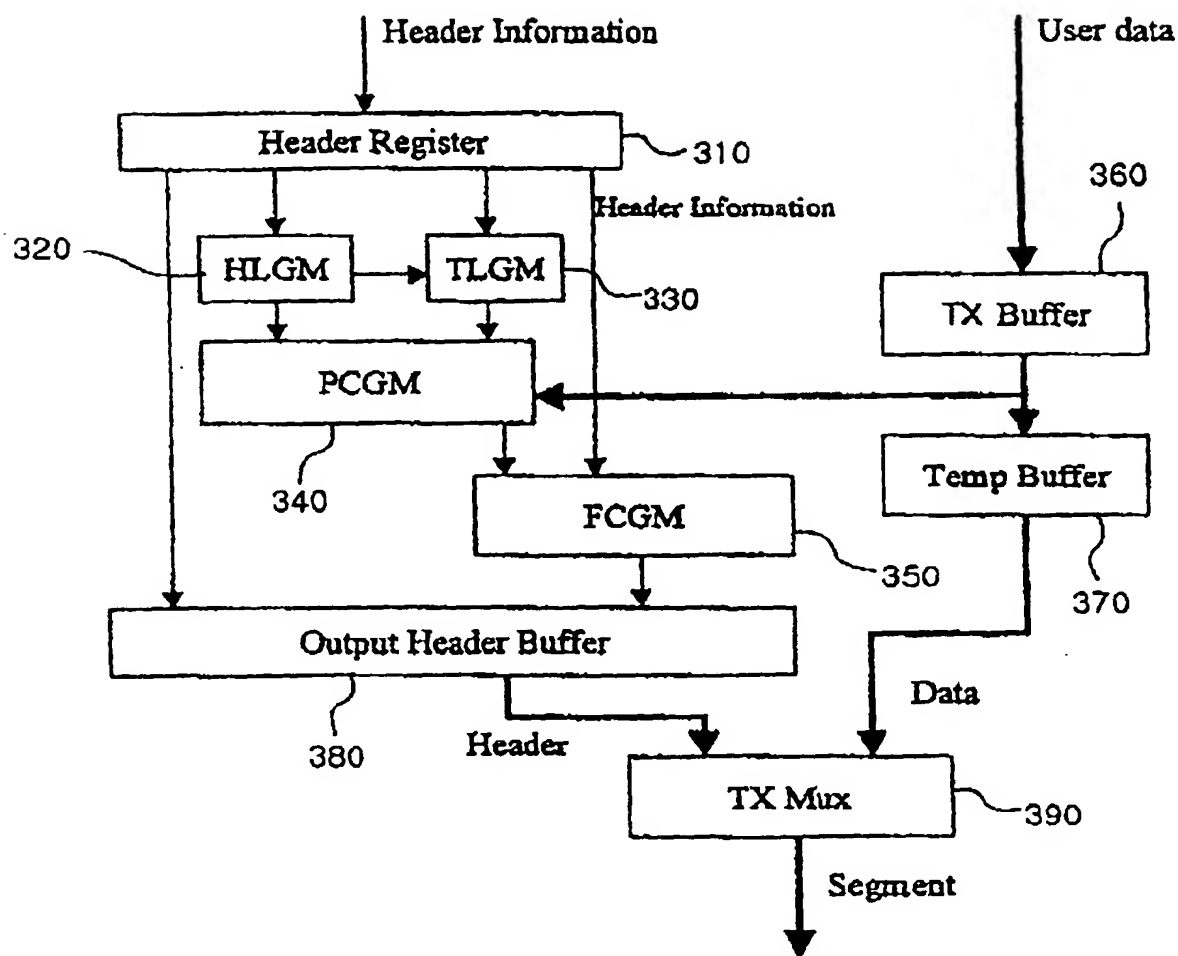 Header Information
User data
Header Register
310
360
Header Information
320
HLGM
TLGM
330
TX Buffer
PCGM
340
Temp Buffer
FCGM
350
370
Output Header Buffer
380
Header
Data
TX Mux
390
Segment